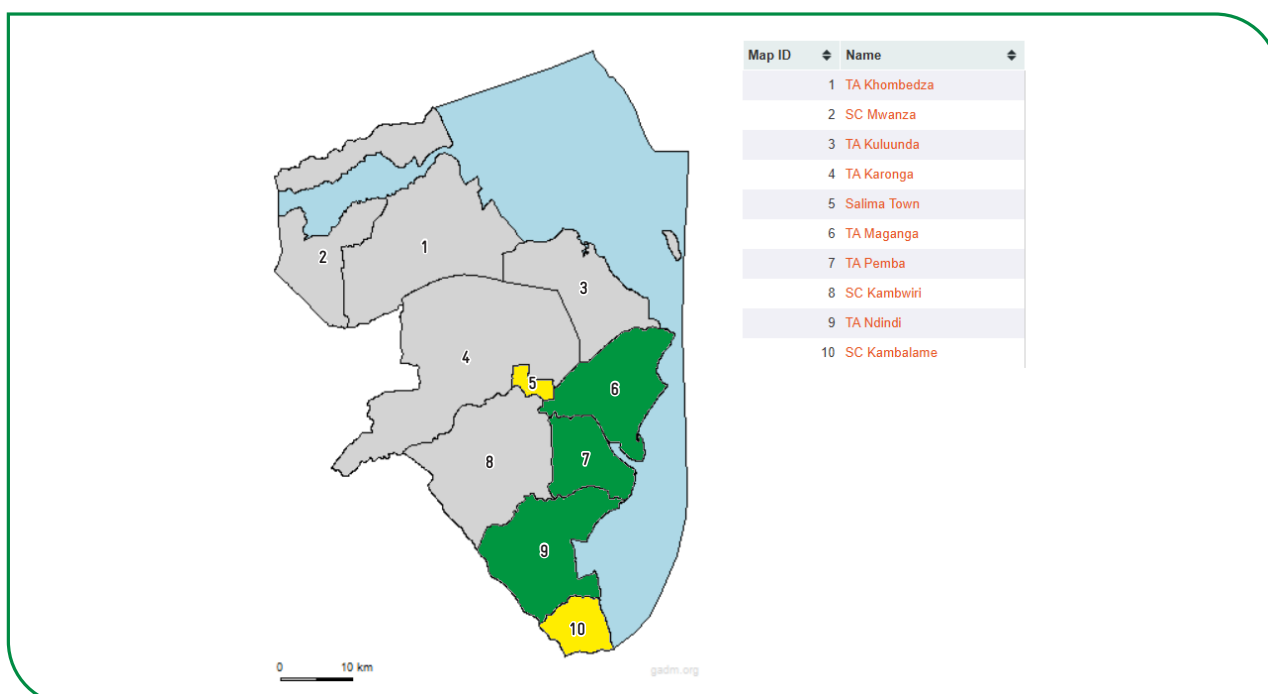 Map ID Name
1 TA Khombedza
2 SC Mwanza
3 TA Kuluunda
4 TA Karonga
5 Salima Town
6 TA Maganga
7 TA Pemba
8 SC Kambwiri
9 TA Ndindi
10 SC Kambalame
1
2
3
4
5
6
7
8
9
10
0 10 km
gadm.org